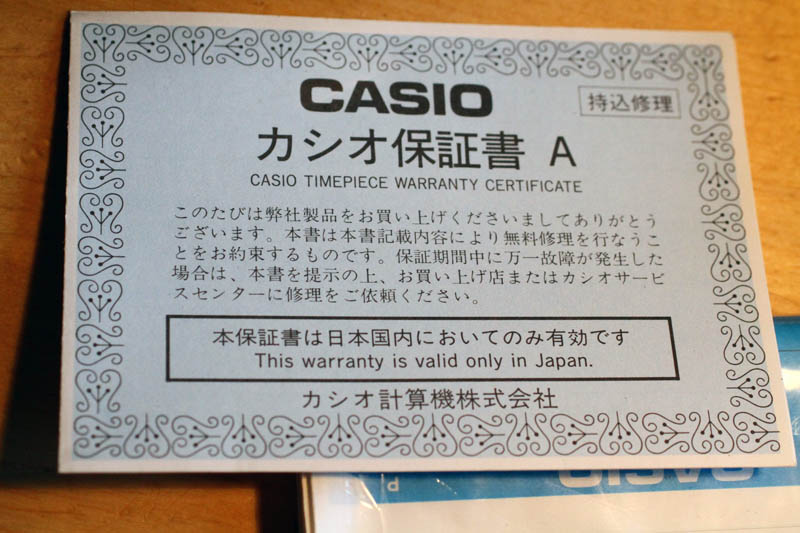 CASIO
持込修理
カシオ保証書 A
CASIO TIMEPIECE WARRANTY CERTIFICATE
このたびは弊社製品をお買い上げくださいましてありがとう
ございます。本書は本書記載内容により無料修理を行なうこ
とをお約束するものです。保証期間中に万一故障が発生した
場合は、本書を提示の上、お買い上げ店またはカシオサービ
スセンターに修理をご依頼ください。
本保証書は日本国内においてのみ有効です
This warranty is valid only in Japan.
カシオ計算機株式会社
CASIO
P